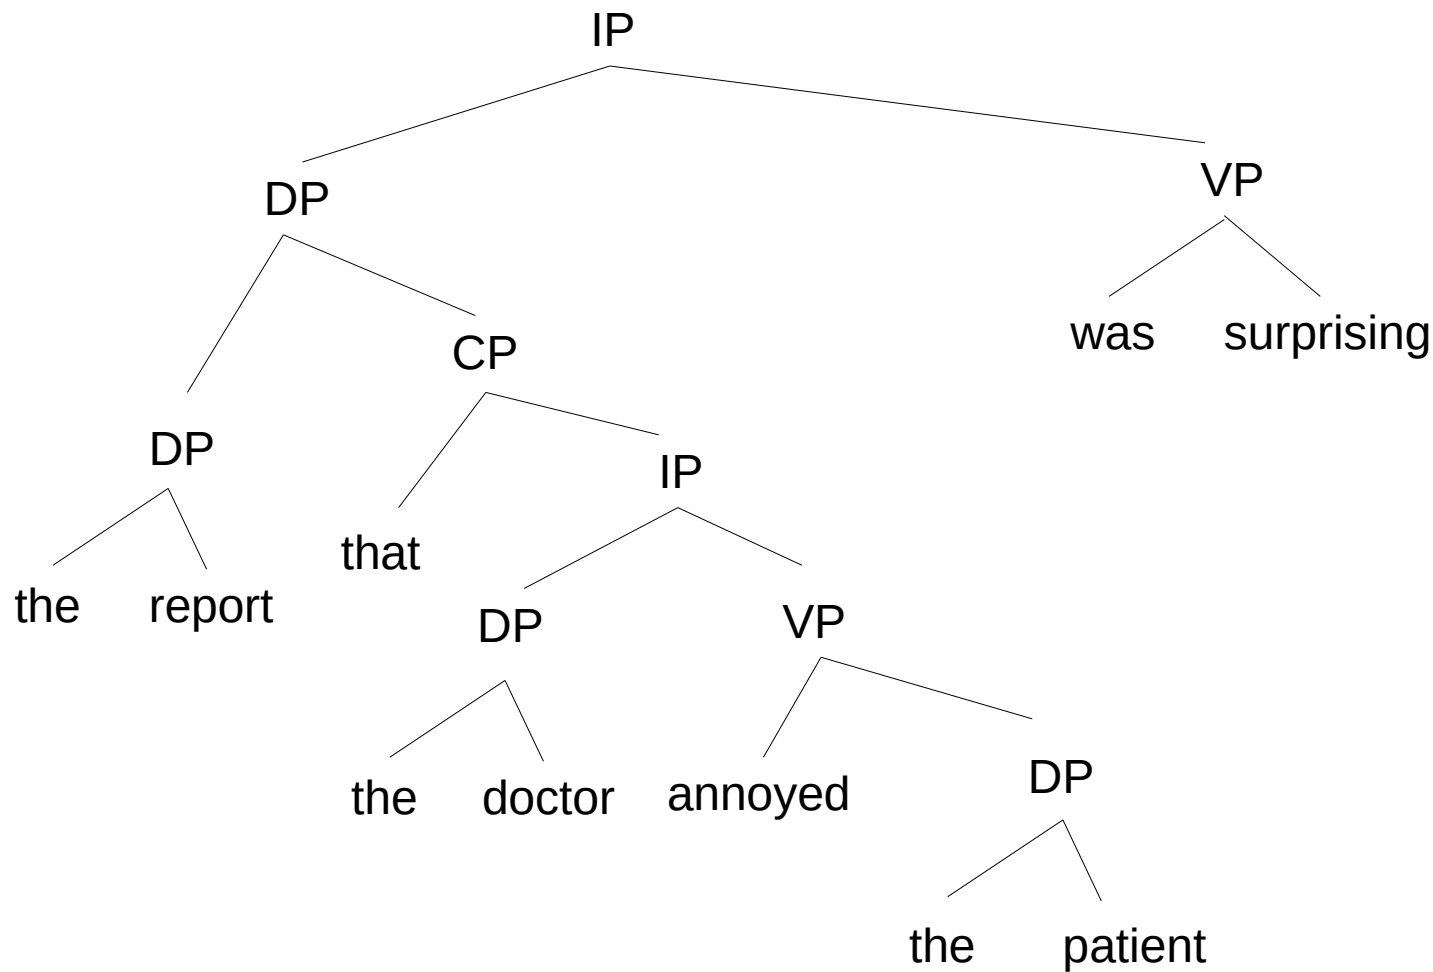 IP
DP VP
was surprising
CP
DP IP
that
the report DP VP
the doctor annoyed DP
the patient